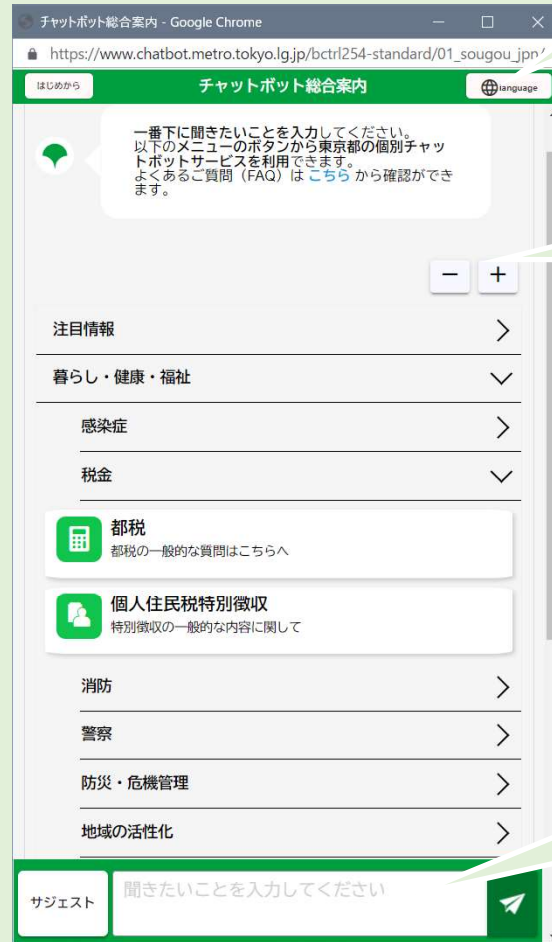 チャットボット総合案内 - Google Chrome
https://www.chatbot.metro.tokyo.lg.jp/bctrl254-standard/01_sougou_jpn/
はじめから
チャットボット総合案内
language
一番下に聞きたいことを入力してください。
以下のメニューのボタンから東京都の個別チャッ
トボットサービスを利用できます。
よくあるご質問（FAQ）は こちら から確認ができ
ます。
− +
注目情報
暮らし・健康・福祉
感染症
税金
都税
都税の一般的な質問はこちらへ
個人住民税特別徴収
特別徴収の一般的な内容に関して
消防
警察
防災・危機管理
地域の活性化
サジェスト
聞きたいことを入力してください